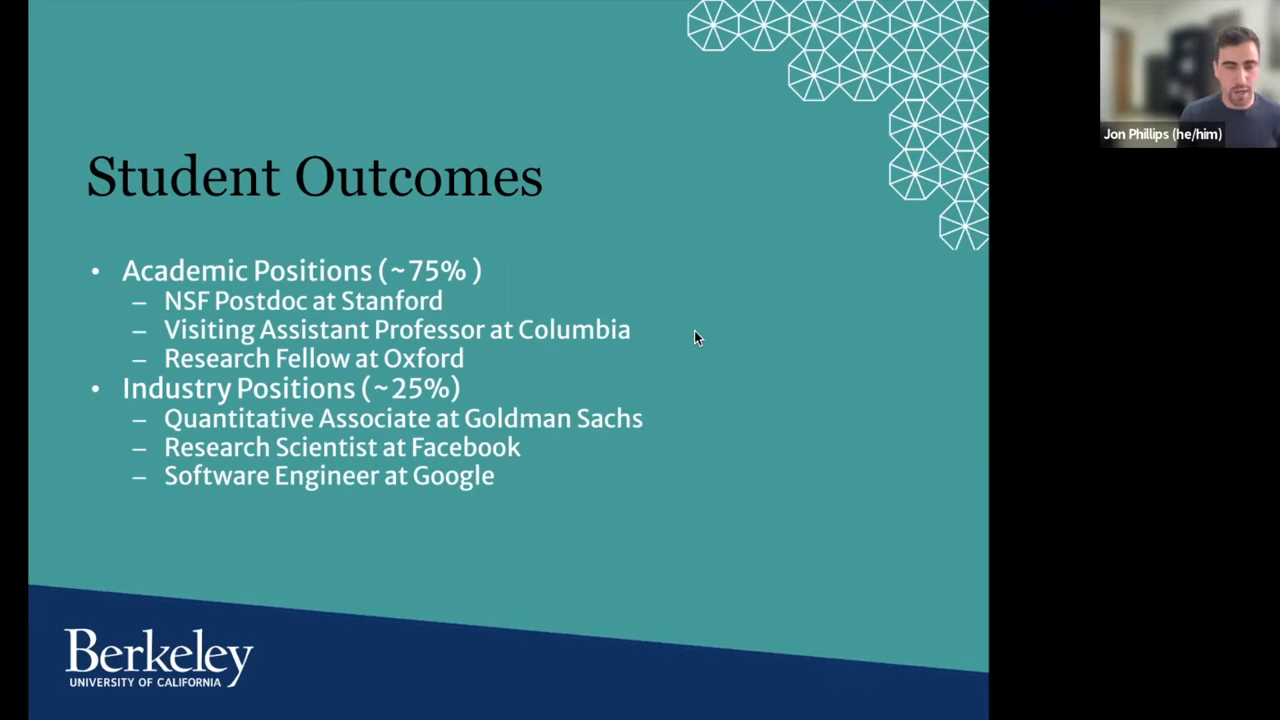 Student Outcomes
• Academic Positions (~75% )
– NSF Postdoc at Stanford
– Visiting Assistant Professor at Columbia
– Research Fellow at Oxford
• Industry Positions (~25%)
– Quantitative Associate at Goldman Sachs
– Research Scientist at Facebook
– Software Engineer at Google
Berkeley
UNIVERSITY OF CALIFORNIA
Jon Phillips (he/him)